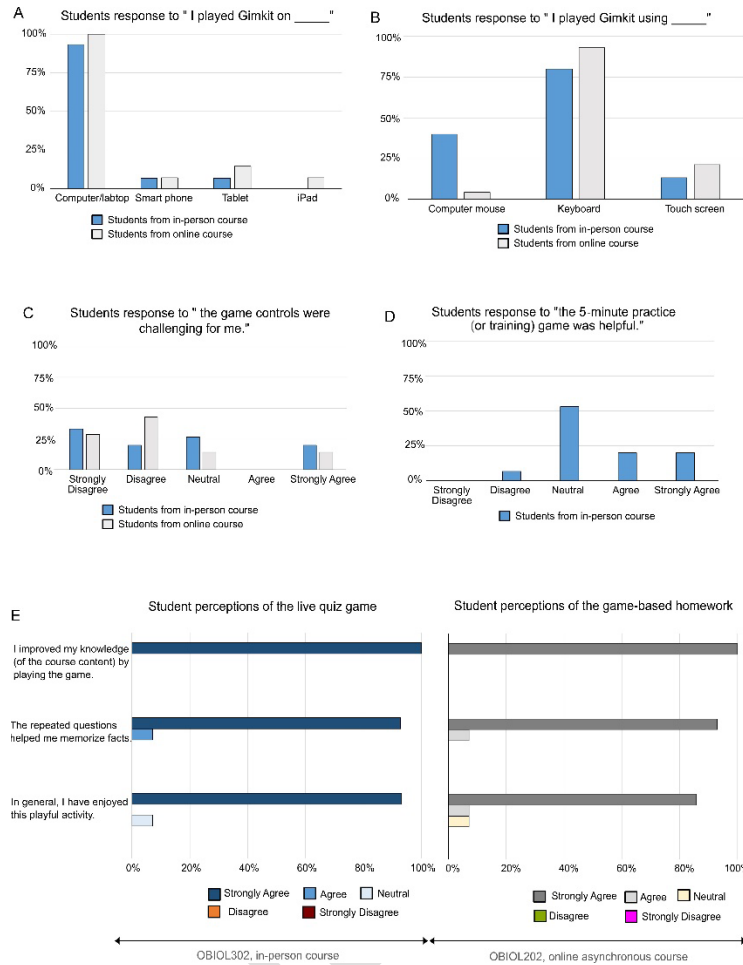 A
Students response to " I played Gimkit on _____"
100%
75%
50%
25%
0%
Computer/labtop
Smart phone
Tablet
iPad
Students from in-person course
Students from online course
B
Students response to " I played Gimkit using _____"
100%
75%
50%
25%
0%
Computer mouse
Keyboard
Touch screen
Students from in-person course
Students from online course
C
Students response to " the game controls were
challenging for me."
100%
75%
50%
25%
0%
Strongly
Disagree
Disagree
Neutral
Agree
Strongly Agree
Students from in-person course
Students from online course
D
Students response to "the 5-minute practice
(or training) game was helpful."
100%
75%
50%
25%
0%
Strongly
Disagree
Disagree
Neutral
Agree
Strongly Agree
Students from in-person course
E
Student perceptions of the live quiz game
I improved my knowledge
(of the course content) by
playing the game.
The repeated questions
helped me memorize facts.
In general, I have enjoyed
this playful activity.
0%
20%
40%
60%
80%
100%
Strongly Agree
Agree
Neutral
Disagree
Strongly Disagree
OBIOL302, in-person course
Student perceptions of the game-based homework
0%
20%
40%
60%
80%
100%
Strongly Agree
Agree
Neutral
Disagree
Strongly Disagree
OBIOL202, online asynchronous course